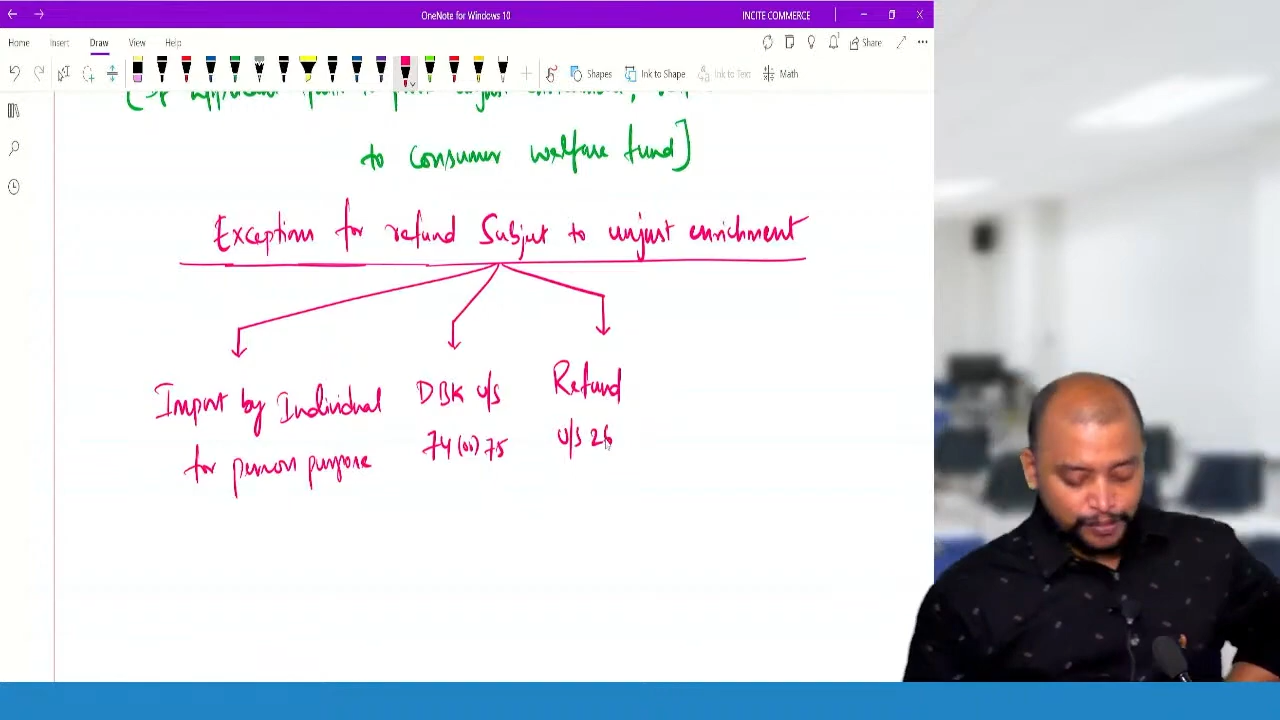 OneNote for Windows 10
INCITE COMMERCE
Home Insert Draw View Help
Share
Shapes Ink to Shape Ink to Text Math
to consumer welfare fund]
Exceptions for refund Subject to unjust enrichment
Import by Individual
for person purpose
DBK u/s
74 (or) 75
Refund
u/s 26